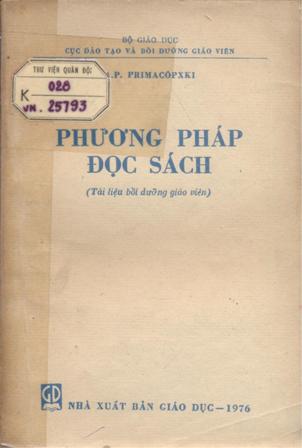 BỘ GIÁO DỤC
CỤC ĐÀO TẠO VÀ BỒI DƯỠNG GIÁO VIÊN
THƯ VIỆN QUÂN ĐỘI
K 028
VN. 25793
A.P. PRIMACÔPXKI
PHƯƠNG PHÁP
ĐỌC SÁCH
(Tài liệu bồi dưỡng giáo viên)
GD
NHÀ XUẤT BẢN GIÁO DỤC—1976